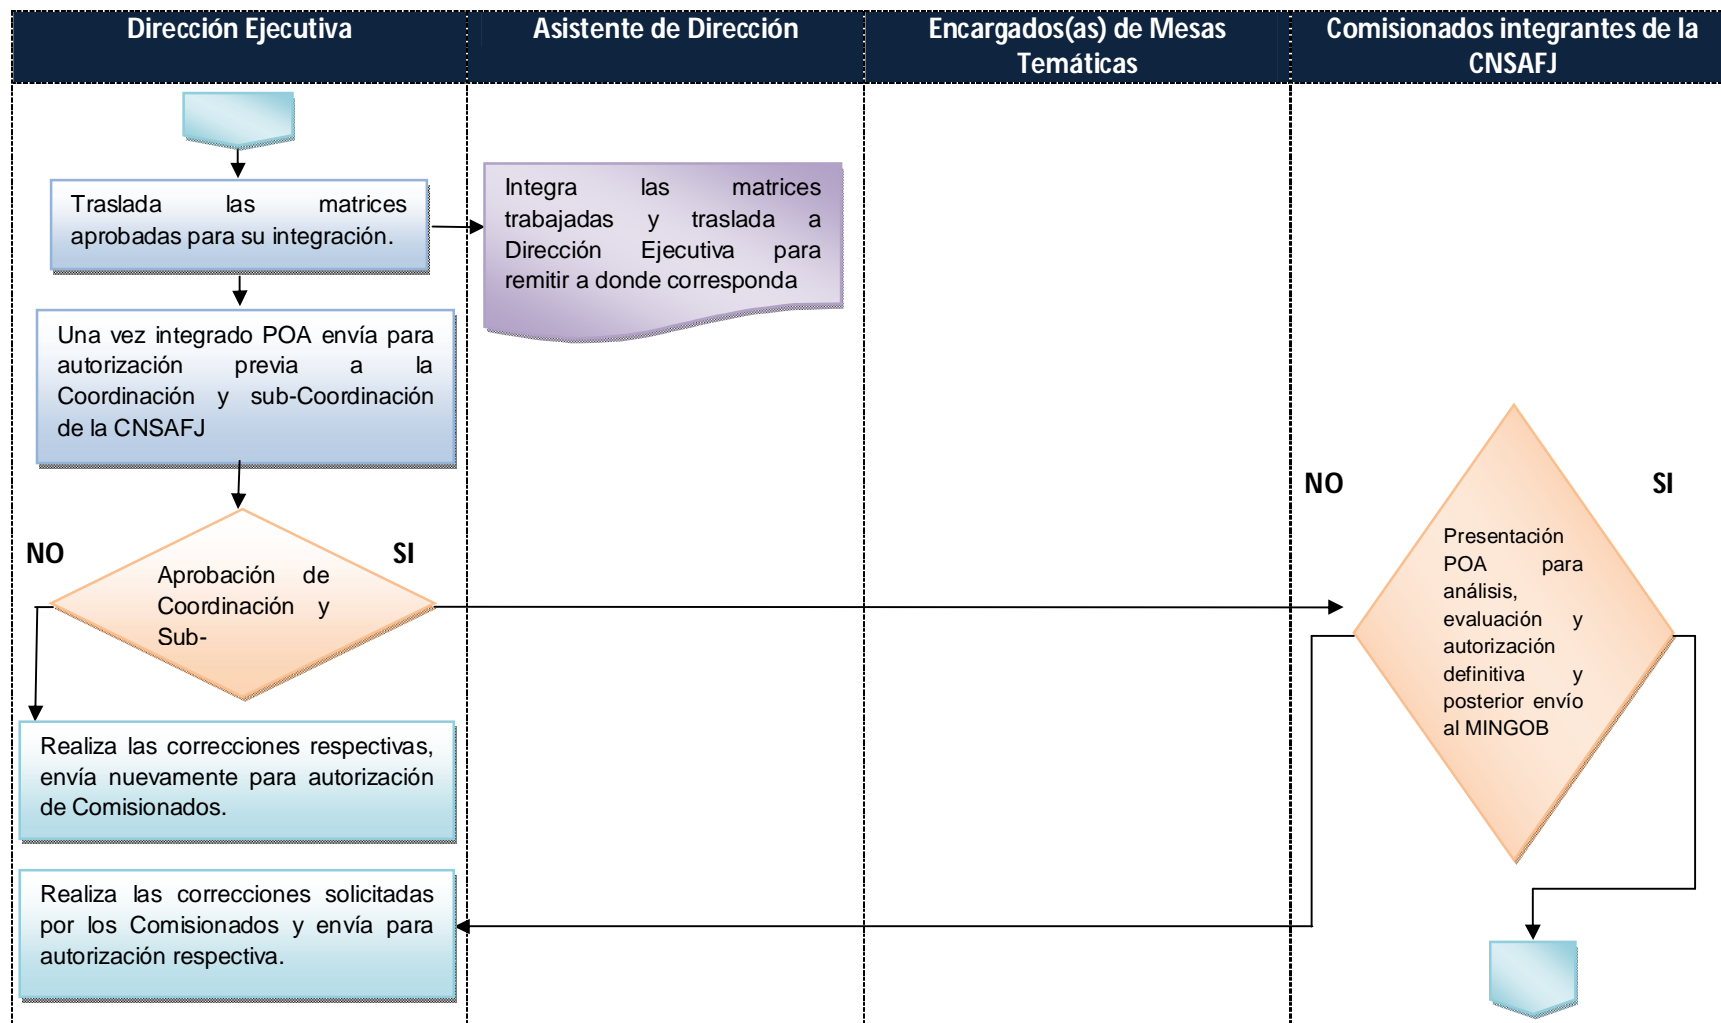 Dirección Ejecutiva
Asistente de Dirección
Encargados(as) de Mesas
Temáticas
Comisionados integrantes de la
CNSAFJ
Traslada las matrices
aprobadas para su integración.
Integra las matrices
trabajadas y traslada a
Dirección Ejecutiva para
remitir a donde corresponda
Una vez integrado POA envía para
autorización previa a la
Coordinación y sub-Coordinación
de la CNSAFJ
NO
SI
Aprobación de
Coordinación y
Sub-
NO
SI
Presentación
POA para
análisis,
evaluación y
autorización
definitiva y
posterior envío
al MINGOB
Realiza las correcciones respectivas,
envía nuevamente para autorización
de Comisionados.
Realiza las correcciones solicitadas
por los Comisionados y envía para
autorización respectiva.